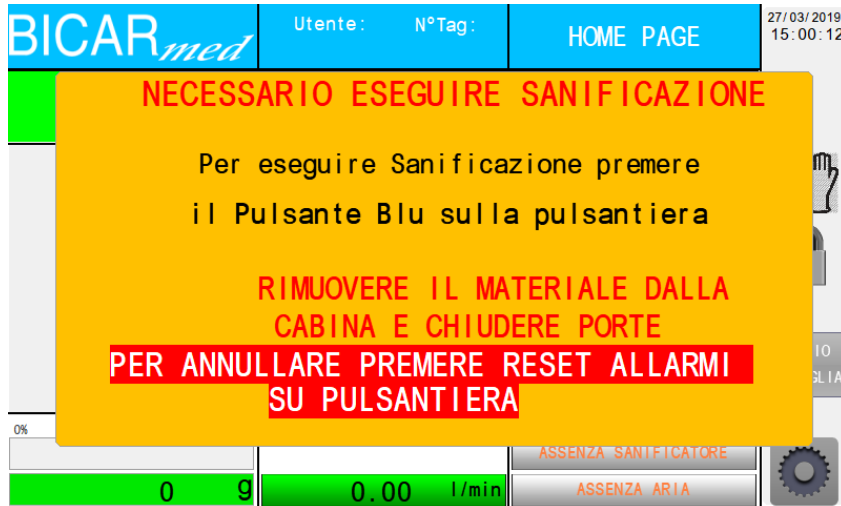 BICARmed
Utente: N°Tag:
HOME PAGE
27/03/2019
15:00:12
NECESSARIO ESEGUIRE SANIFICAZIONE
Per eseguire Sanificazione premere
il Pulsante Blu sulla pulsantiera
RIMUOVERE IL MATERIALE DALLA
CABINA E CHIUDERE PORTE
PER ANNULLARE PREMERE RESET ALLARMI
SU PULSANTIERA
0%
ASSENZA SANIFICATORE
0 g
0.00 l/min
ASSENZA ARIA